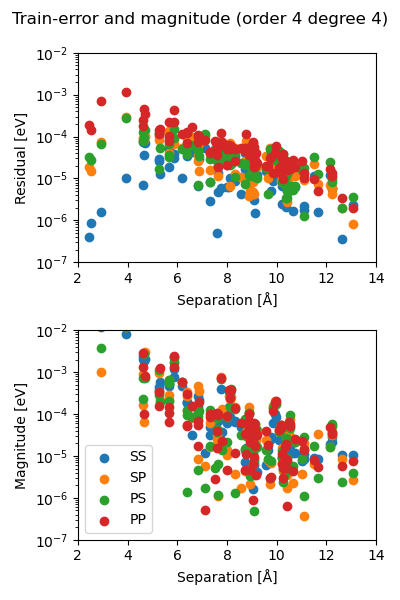 Train-error and magnitude (order 4 degree 4)
10⁻²
10⁻³
10⁻⁴
10⁻⁵
10⁻⁶
10⁻⁷
Residual [eV]
2 4 6 8 10 12 14
Separation [Å]
10⁻²
10⁻³
10⁻⁴
10⁻⁵
10⁻⁶
10⁻⁷
Magnitude [eV]
SS
SP
PS
PP
2 4 6 8 10 12 14
Separation [Å]